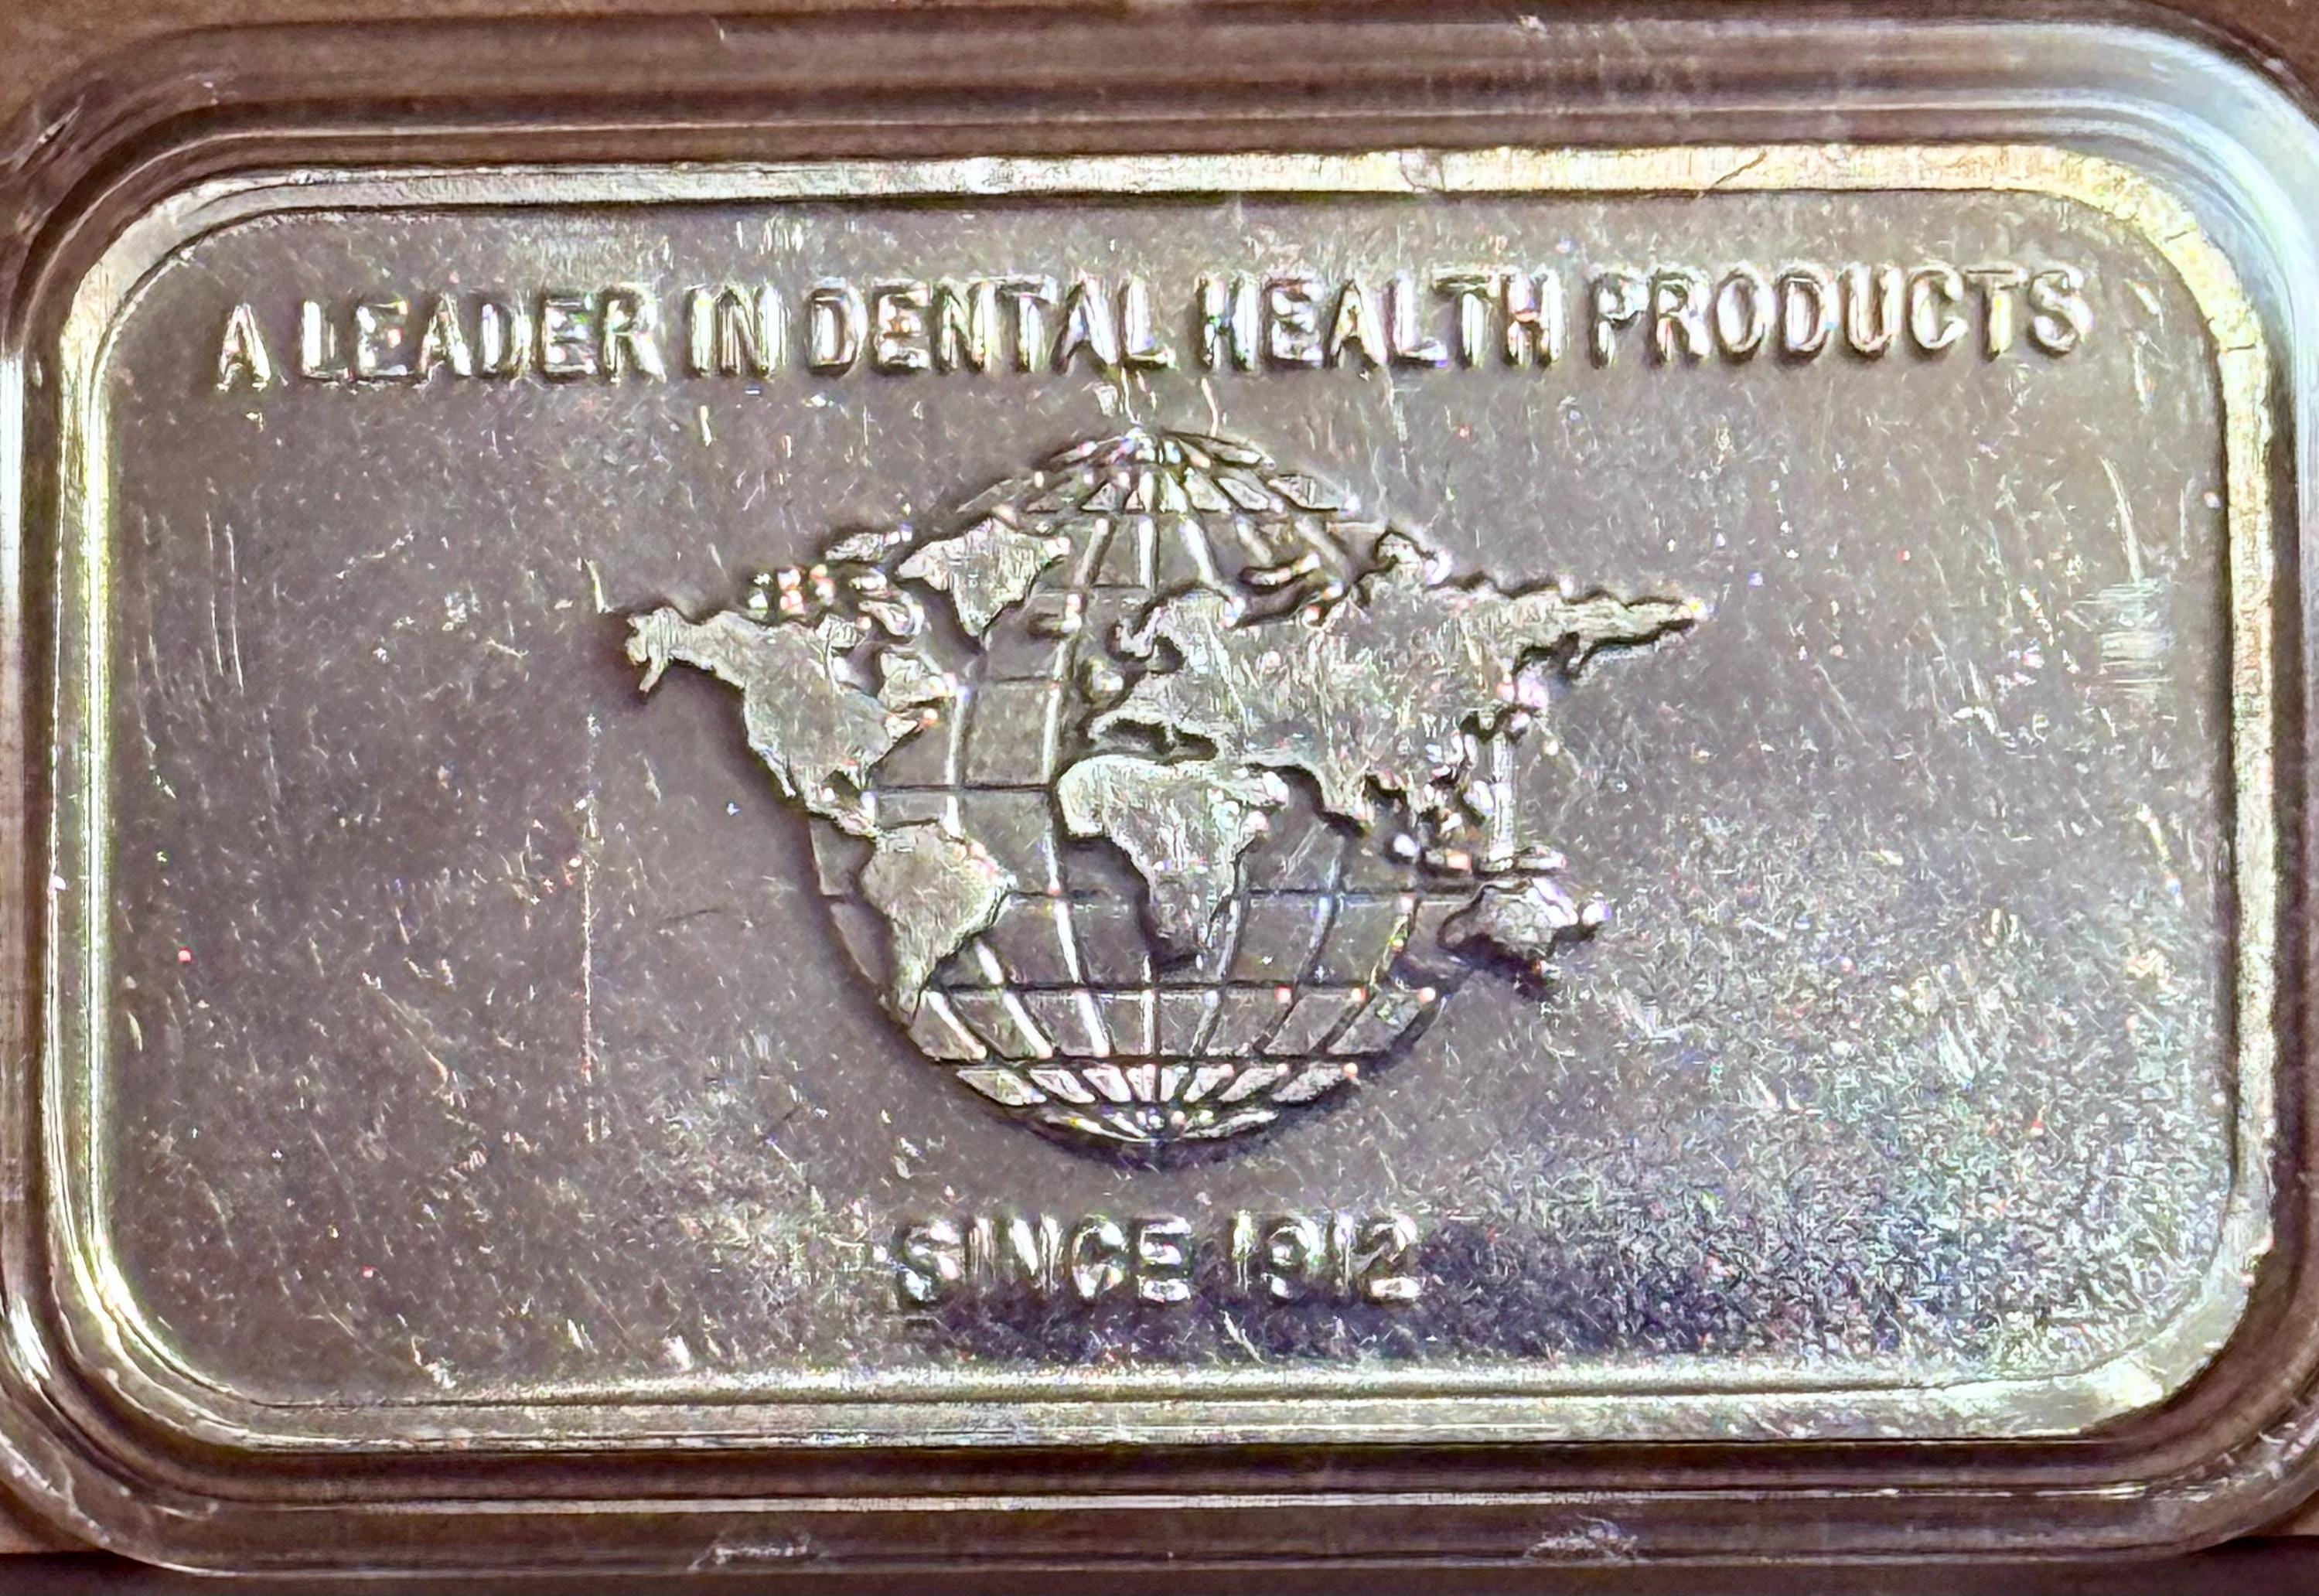 A LEADER IN DENTAL HEALTH PRODUCTS
SINCE 1912